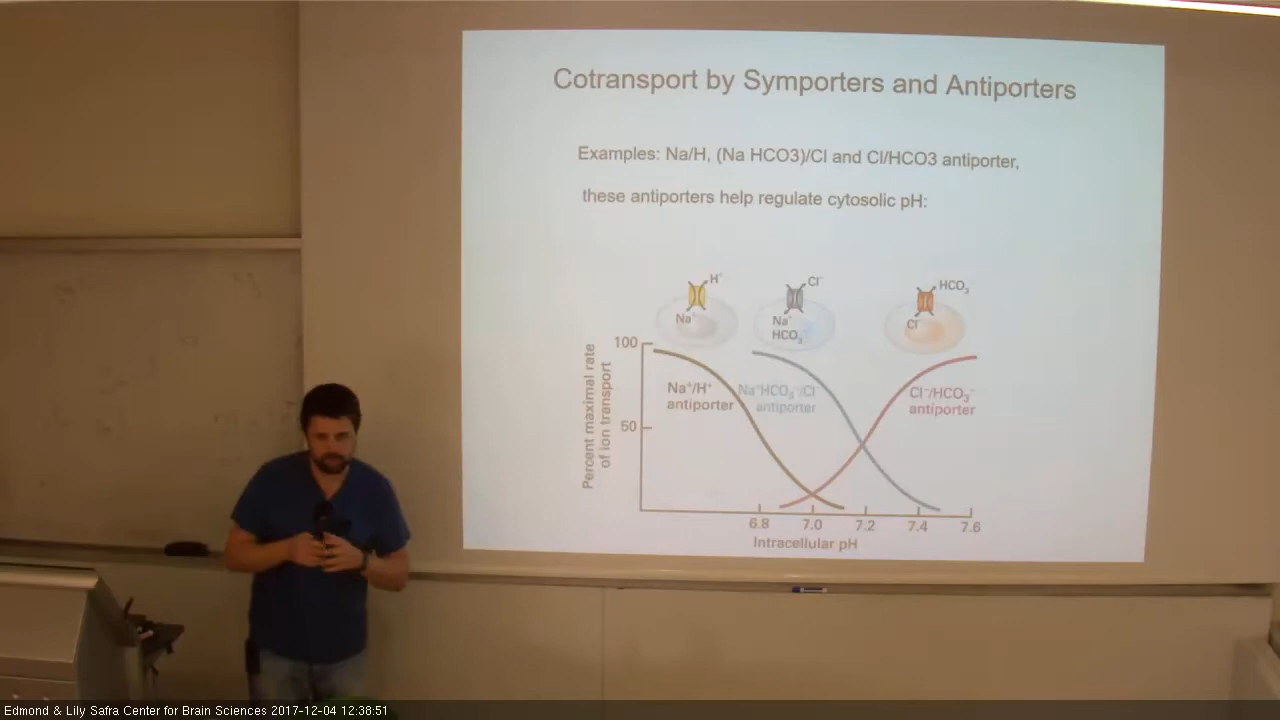 Cotransport by Symporters and Antiporters
Examples: Na/H, (Na HCO3)/Cl and Cl/HCO3 antiporter,
these antiporters help regulate cytosolic pH:
H⁺
Na⁺
Cl⁻
Na⁺
HCO₃⁻
HCO₃⁻
Cl⁻
Percent maximal rate
of ion transport
100
50
Na⁺/H⁺
antiporter
Na⁺HCO₃⁻/Cl⁻
antiporter
Cl⁻/HCO₃⁻
antiporter
6.8 7.0 7.2 7.4 7.6
Intracellular pH
Edmond & Lily Safra Center for Brain Sciences 2017-12-04 12:38:51